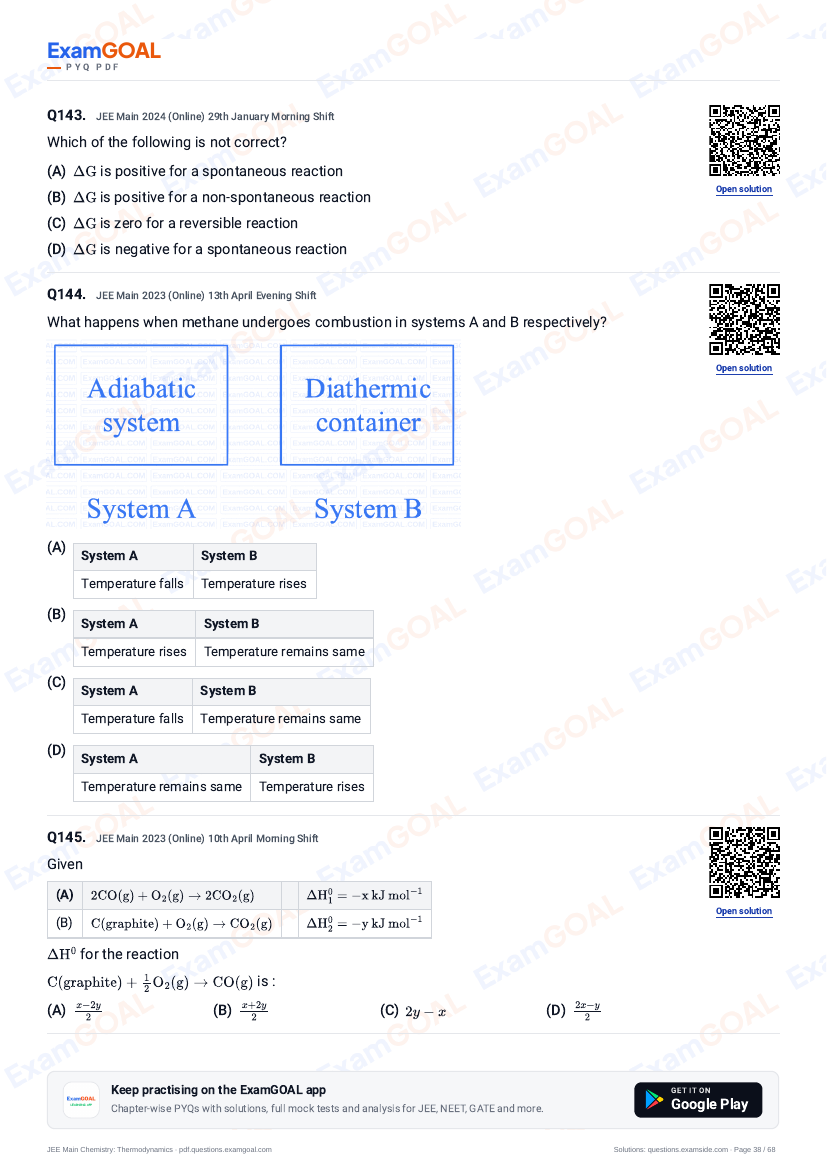 ExamGOAL
PYQ PDF
Q143. JEE Main 2024 (Online) 29th January Morning Shift
Which of the following is not correct?
(A) ΔG is positive for a spontaneous reaction
(B) ΔG is positive for a non-spontaneous reaction
(C) ΔG is zero for a reversible reaction
(D) ΔG is negative for a spontaneous reaction
Open solution
Q144. JEE Main 2023 (Online) 13th April Evening Shift
What happens when methane undergoes combustion in systems A and B respectively?
Open solution
Adiabatic system
Diathermic container
System A System B
(A) System A System B
Temperature falls Temperature rises
(B) System A System B
Temperature rises Temperature remains same
(C) System A System B
Temperature falls Temperature remains same
(D) System A System B
Temperature remains same Temperature rises
Q145. JEE Main 2023 (Online) 10th April Morning Shift
Given
(A) 2CO(g) + O₂(g) → 2CO₂(g) ΔH₁⁰ = −x kJ mol⁻¹
(B) C(graphite) + O₂(g) → CO₂(g) ΔH₂⁰ = −y kJ mol⁻¹
Open solution
ΔH⁰ for the reaction
C(graphite) + 1/2 O₂(g) → CO(g) is :
(A) (x−2y)/2 (B) (x+2y)/2 (C) 2y − x (D) (2x−y)/2
ExamGOAL
Keep practising on the ExamGOAL app
Chapter-wise PYQs with solutions, full mock tests and analysis for JEE, NEET, GATE and more.
GET IT ON
Google Play
JEE Main Chemistry: Thermodynamics · pdf.questions.examgoal.com Solutions: questions.examside.com · Page 38 / 68